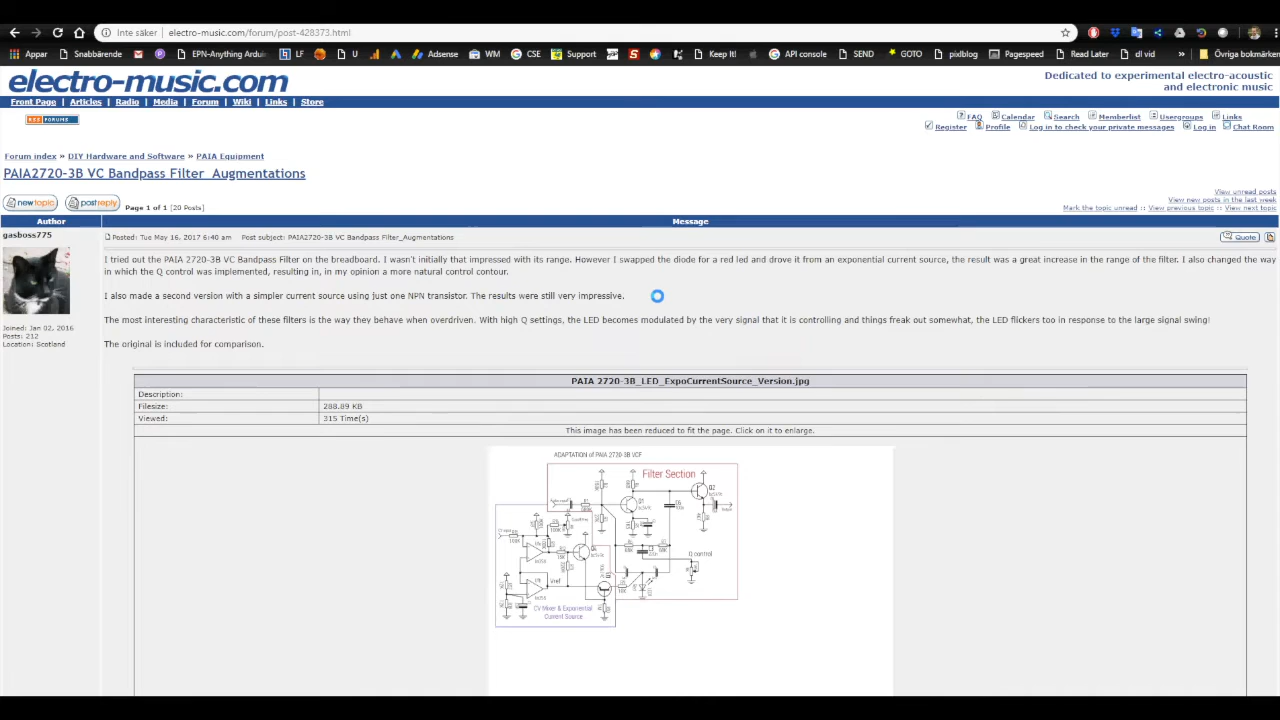 Inte säker | electro-music.com/forum/post-428373.html
Appar Snabbärende EPN-Anything Ardui LF U Adsense WM CSE Support S Keep It! API console SEND GOTO pixdblog Pagespeed Read Later dl vid » Övriga bokmärken
electro-music.com
Dedicated to experimental electro-acoustic
and electronic music
Front Page | Articles | Radio | Media | Forum | Wiki | Links | Store
RSS FORUMS
FAQ Calendar Search Memberlist Usergroups Links
Register Profile Log in to check your private messages Log in Chat Room
Forum index » DIY Hardware and Software » PAIA Equipment
PAIA2720-3B VC Bandpass Filter_Augmentations
View unread posts
View new posts in the last week
Mark the topic unread :: View previous topic :: View next topic
newtopic postreply Page 1 of 1 [20 Posts]
Author Message
gasboss775
Posted: Tue May 16, 2017 6:40 am Post subject: PAIA2720-3B VC Bandpass Filter_Augmentations
Quote
I tried out the PAIA 2720-3B VC Bandpass Filter on the breadboard. I wasn't initially that impressed with its range. However I swapped the diode for a red led and drove it from an exponential current source, the result was a great increase in the range of the filter. I also changed the way
in which the Q control was implemented, resulting in, in my opinion a more natural control contour.
I also made a second version with a simpler current source using just one NPN transistor. The results were still very impressive.
The most interesting characteristic of these filters is the way they behave when overdriven. With high Q settings, the LED becomes modulated by the very signal that it is controlling and things freak out somewhat, the LED flickers too in response to the large signal swing!
The original is included for comparison.
Joined: Jan 02, 2016
Posts: 212
Location: Scotland
PAIA 2720-3B_LED_ExpoCurrentSource_Version.jpg
Description:
Filesize: 288.89 KB
Viewed: 315 Time(s)
This image has been reduced to fit the page. Click on it to enlarge.
ADAPTATION of PAIA 2720-3B VCF
Filter Section
Q2
Q control
Vref
CV Mixer & Exponential
Current Source